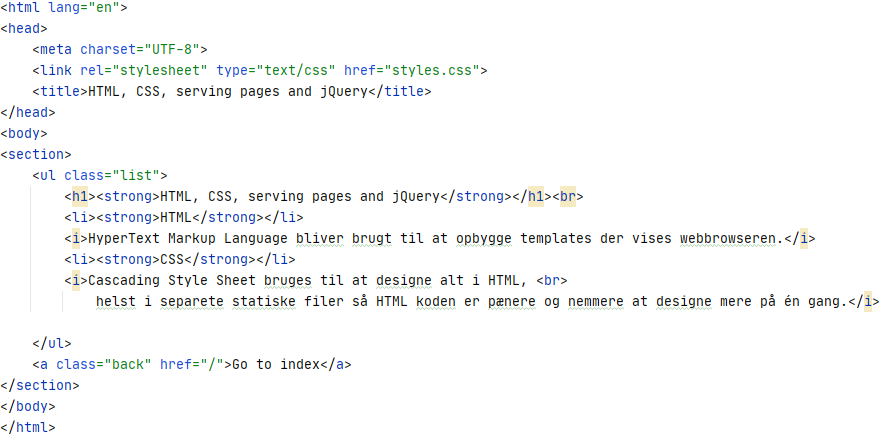 <html lang="en">
<head>
    <meta charset="UTF-8">
    <link rel="stylesheet" type="text/css" href="styles.css">
    <title>HTML, CSS, serving pages and jQuery</title>
</head>
<body>
<section>
    <ul class="list">
        <h1><strong>HTML, CSS, serving pages and jQuery</strong></h1><br>
        <li><strong>HTML</strong></li>
        <i>HyperText Markup Language bliver brugt til at opbygge templates der vises webbrowseren.</i>
        <li><strong>CSS</strong></li>
        <i>Cascading Style Sheet bruges til at designe alt i HTML, <br>
            helst i separete statiske filer så HTML koden er pænere og nemmere at designe mere på én gang.</i>

    </ul>
    <a class="back" href="/">Go to index</a>
</section>
</body>
</html>